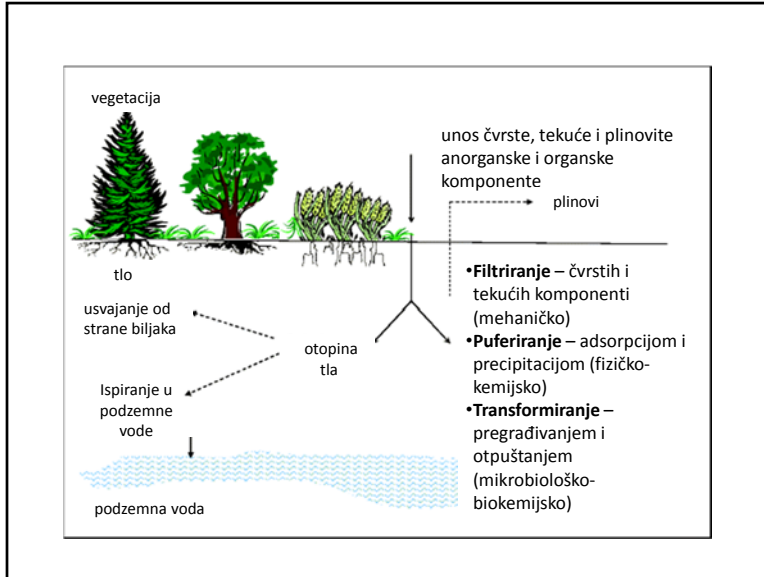 vegetacija
unos čvrste, tekuće i plinovite
anorganske i organske
komponente
plinovi
tlo
usvajanje od
strane biljaka
otopina
tla
Ispiranje u
podzemne
vode
podzemna voda
•Filtriranje – čvrstih i
tekućih komponenti
(mehaničko)
•Puferiranje – adsorpcijom i
precipitacijom (fizičko-
kemijsko)
•Transformiranje –
pregrađivanjem i
otpuštanjem
(mikrobiološko-
biokemijsko)